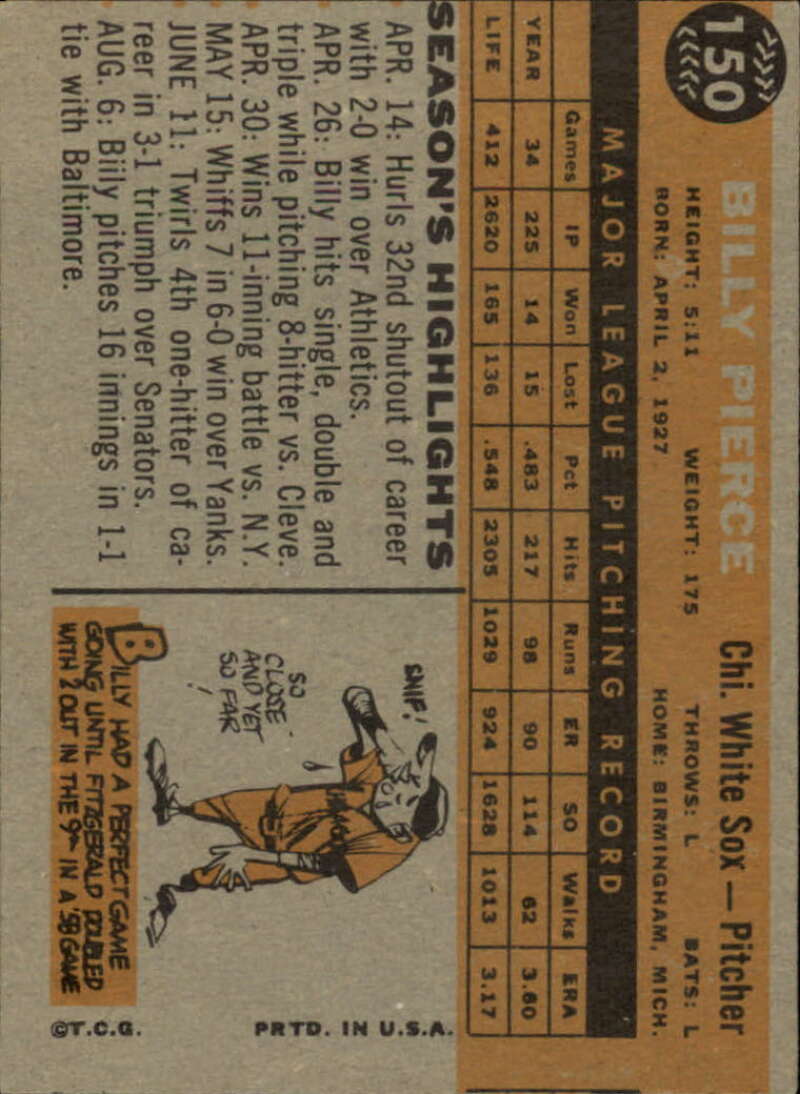 150
BILLY PIERCE Chi. White Sox — Pitcher
HEIGHT: 5:11 WEIGHT: 175 THROWS: L BATS: L
BORN: APRIL 2, 1927 HOME: BIRMINGHAM, MICH.
MAJOR LEAGUE PITCHING RECORD
Games IP Won Lost Pct Hits Runs ER SO Walks ERA
YEAR 34 225 14 15 .483 217 98 90 114 62 3.60
LIFE 412 2620 165 136 .548 2305 1029 924 1628 1013 3.17
SEASON'S HIGHLIGHTS
APR. 14: Hurls 32nd shutout of career
with 2-0 win over Athletics.
APR. 26: Billy hits single, double and
triple while pitching 8-hitter vs. Cleve.
APR. 30: Wins 11-inning battle vs. N.Y.
MAY 15: Whiffs 7 in 6-0 win over Yanks.
JUNE 11: Twirls 4th one-hitter of ca-
reer in 3-1 triumph over Senators.
AUG. 6: Billy pitches 16 innings in 1-1
tie with Baltimore.
SNIF!
SO
CLOSE
AND YET
SO FAR
!
BILLY HAD A PERFECT GAME
GOING UNTIL FITZGERALD DOUBLED
WITH 2 OUT IN THE 9TH IN A '58 GAME
©T.C.G. PRTD. IN U.S.A.